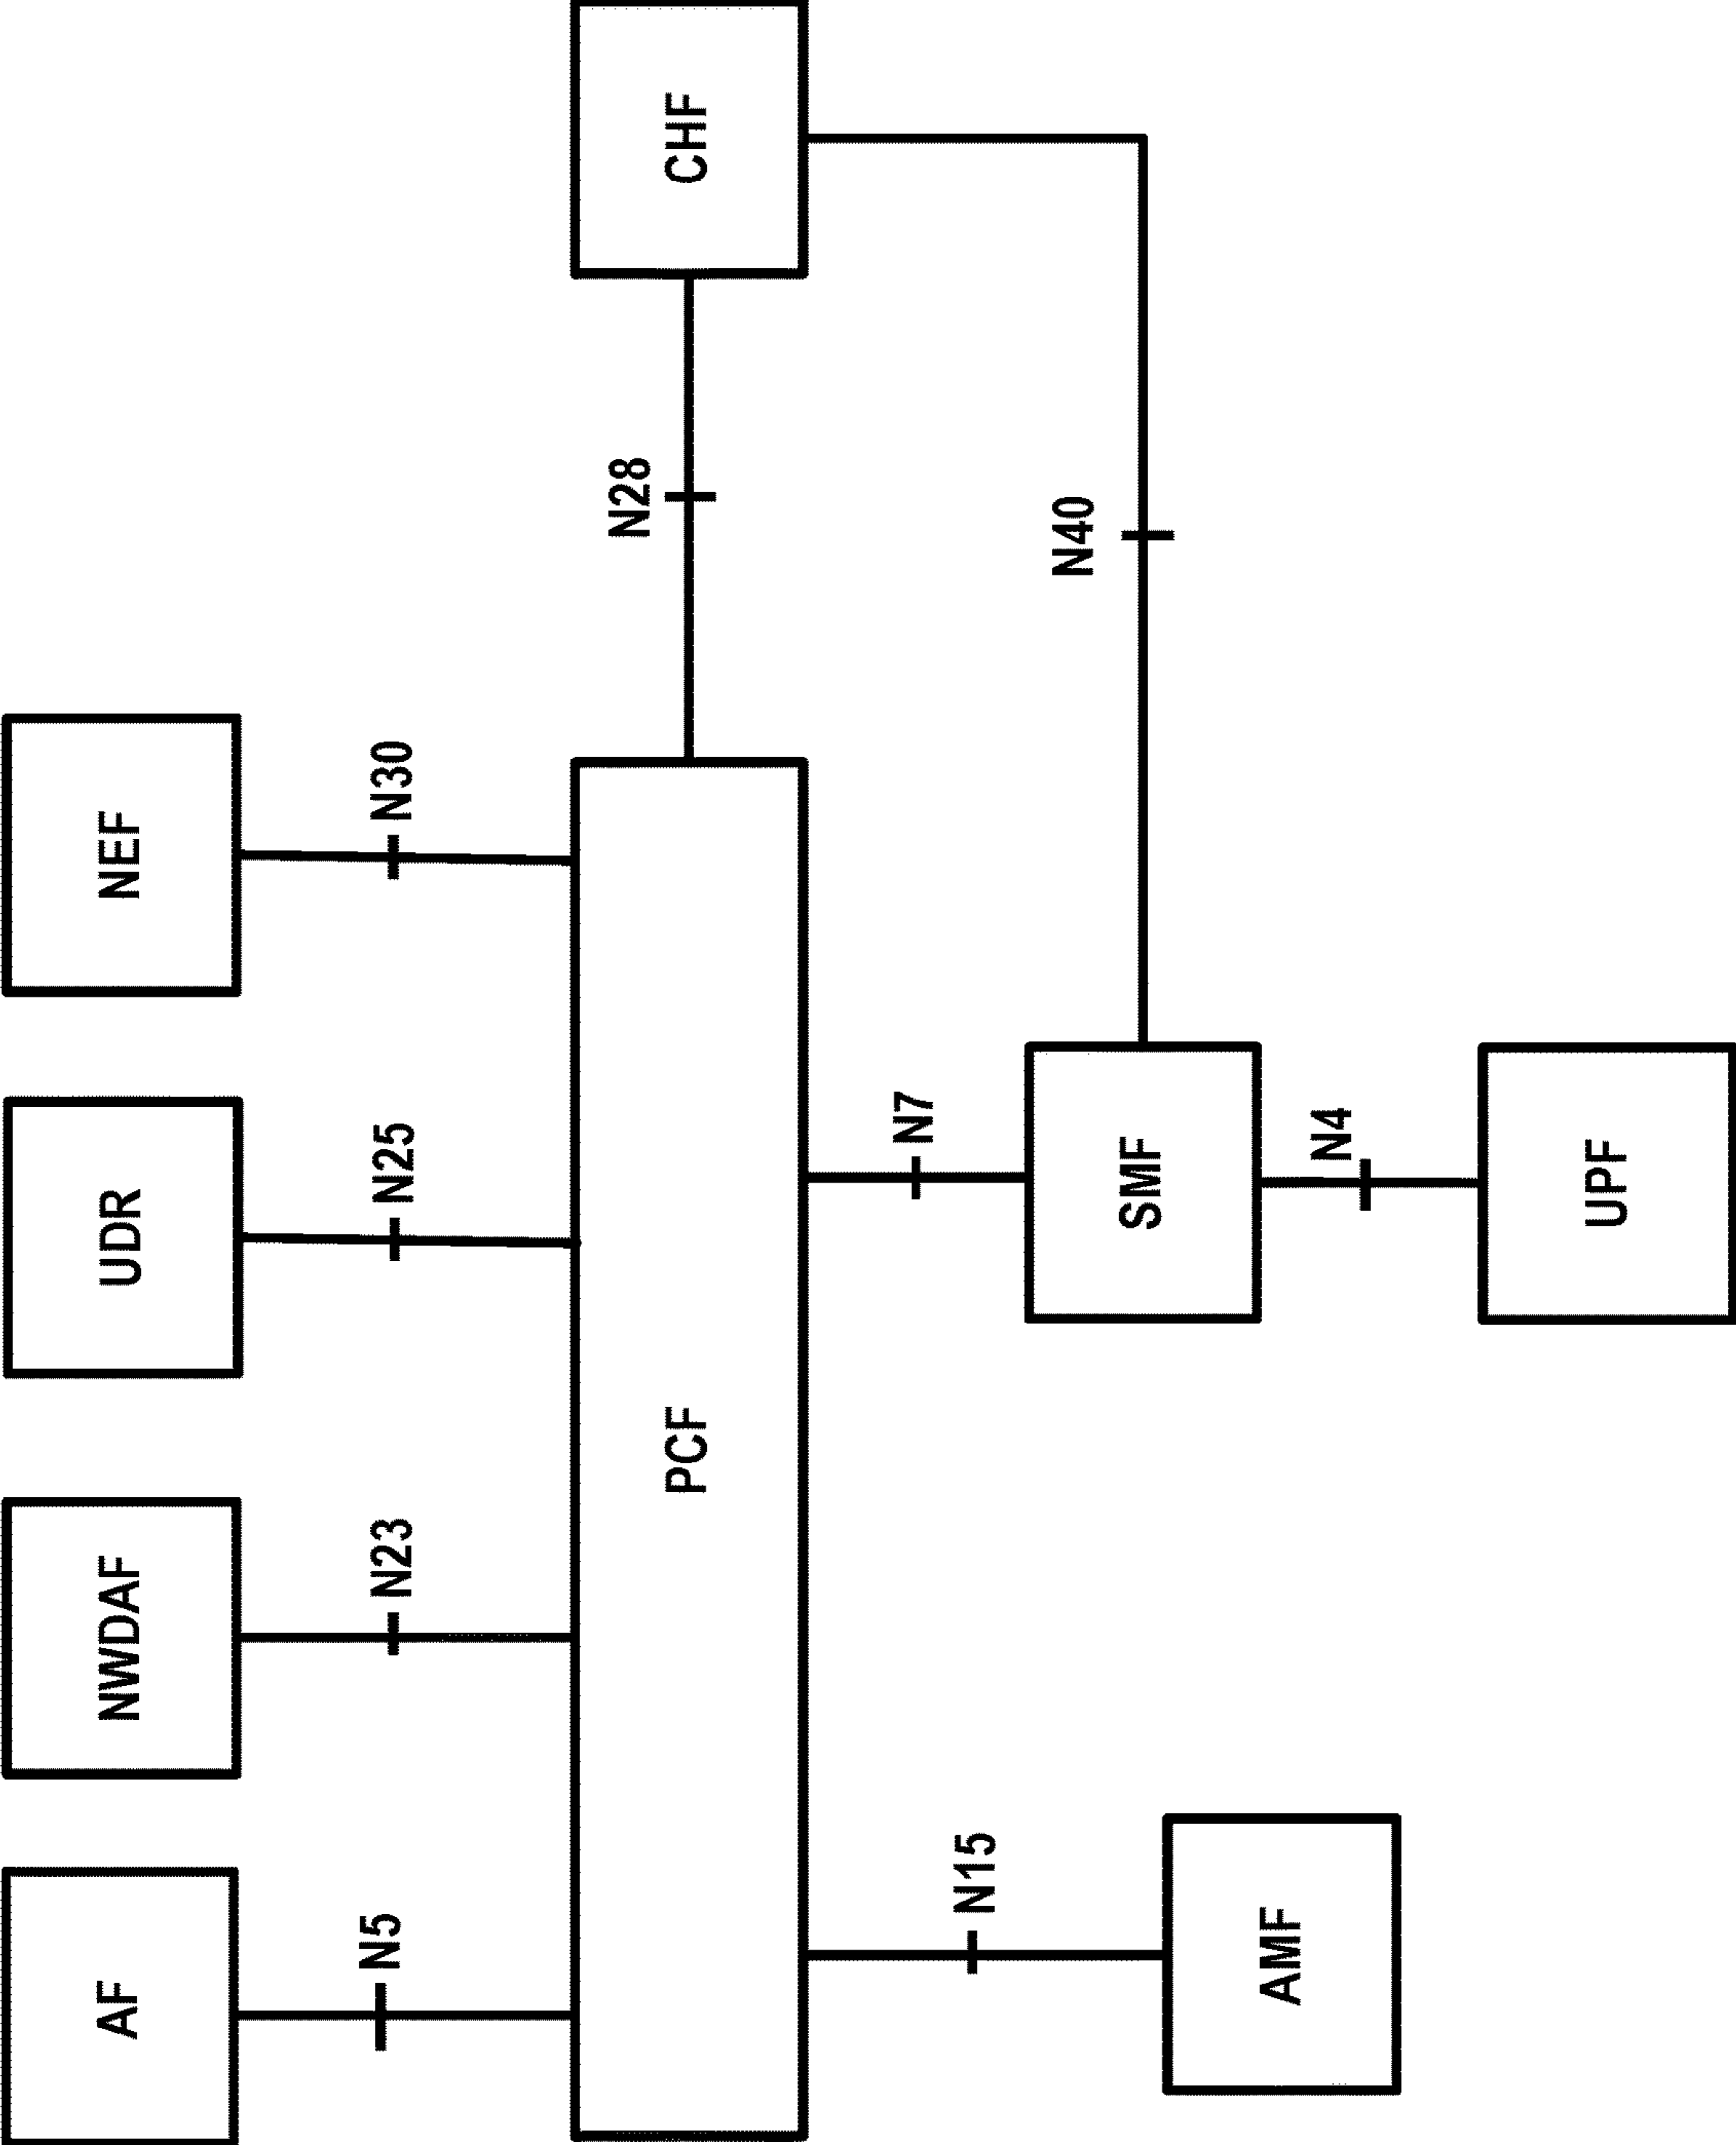 AF
NWDAF
UDR
NEF
N5
N23
N25
N30
PCF
N28
CHF
N15
N7
N40
AMF
SMF
N4
UPF